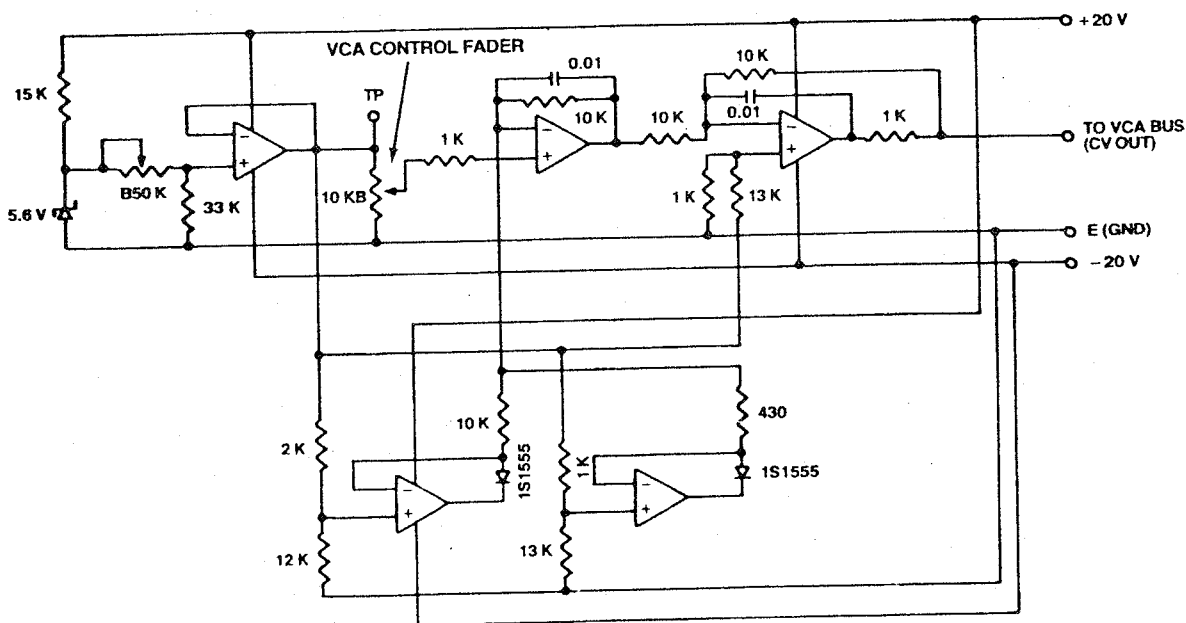 +20 V
VCA CONTROL FADER
0.01
10 K
15 K
TP
10 K
10 K
0.01
1 K
1 K
TO VCA BUS
(CV OUT)
−
+
−
+
−
+
B50 K
33 K
10 KB
1 K
13 K
5.6 V
E (GND)
−20 V
10 K
430
2 K
1S1555
1 K
1S1555
−
+
−
+
12 K
13 K